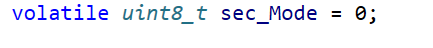 volatile uint8_t sec_Mode = 0;